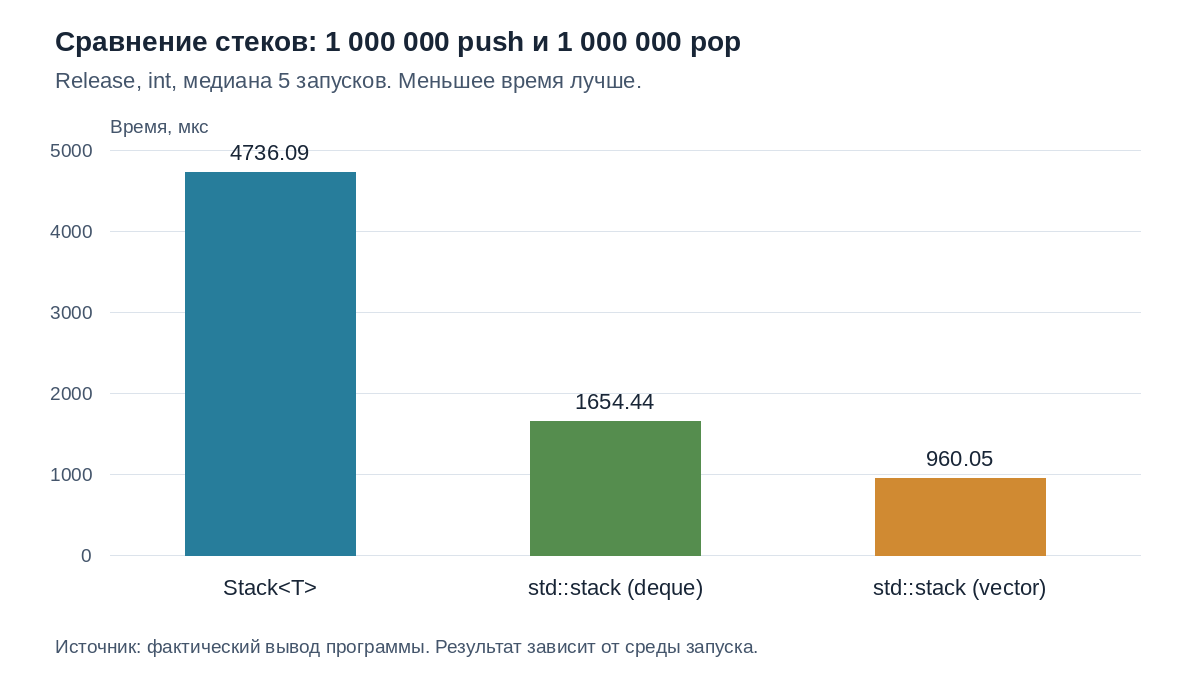 Сравнение стеков: 1 000 000 push и 1 000 000 pop
Release, int, медиана 5 запусков. Меньшее время лучше.
Время, мкс
5000
4736.09
4000
3000
2000
1654.44
1000
960.05
0
Stack<T>
std::stack (deque)
std::stack (vector)
Источник: фактический вывод программы. Результат зависит от среды запуска.